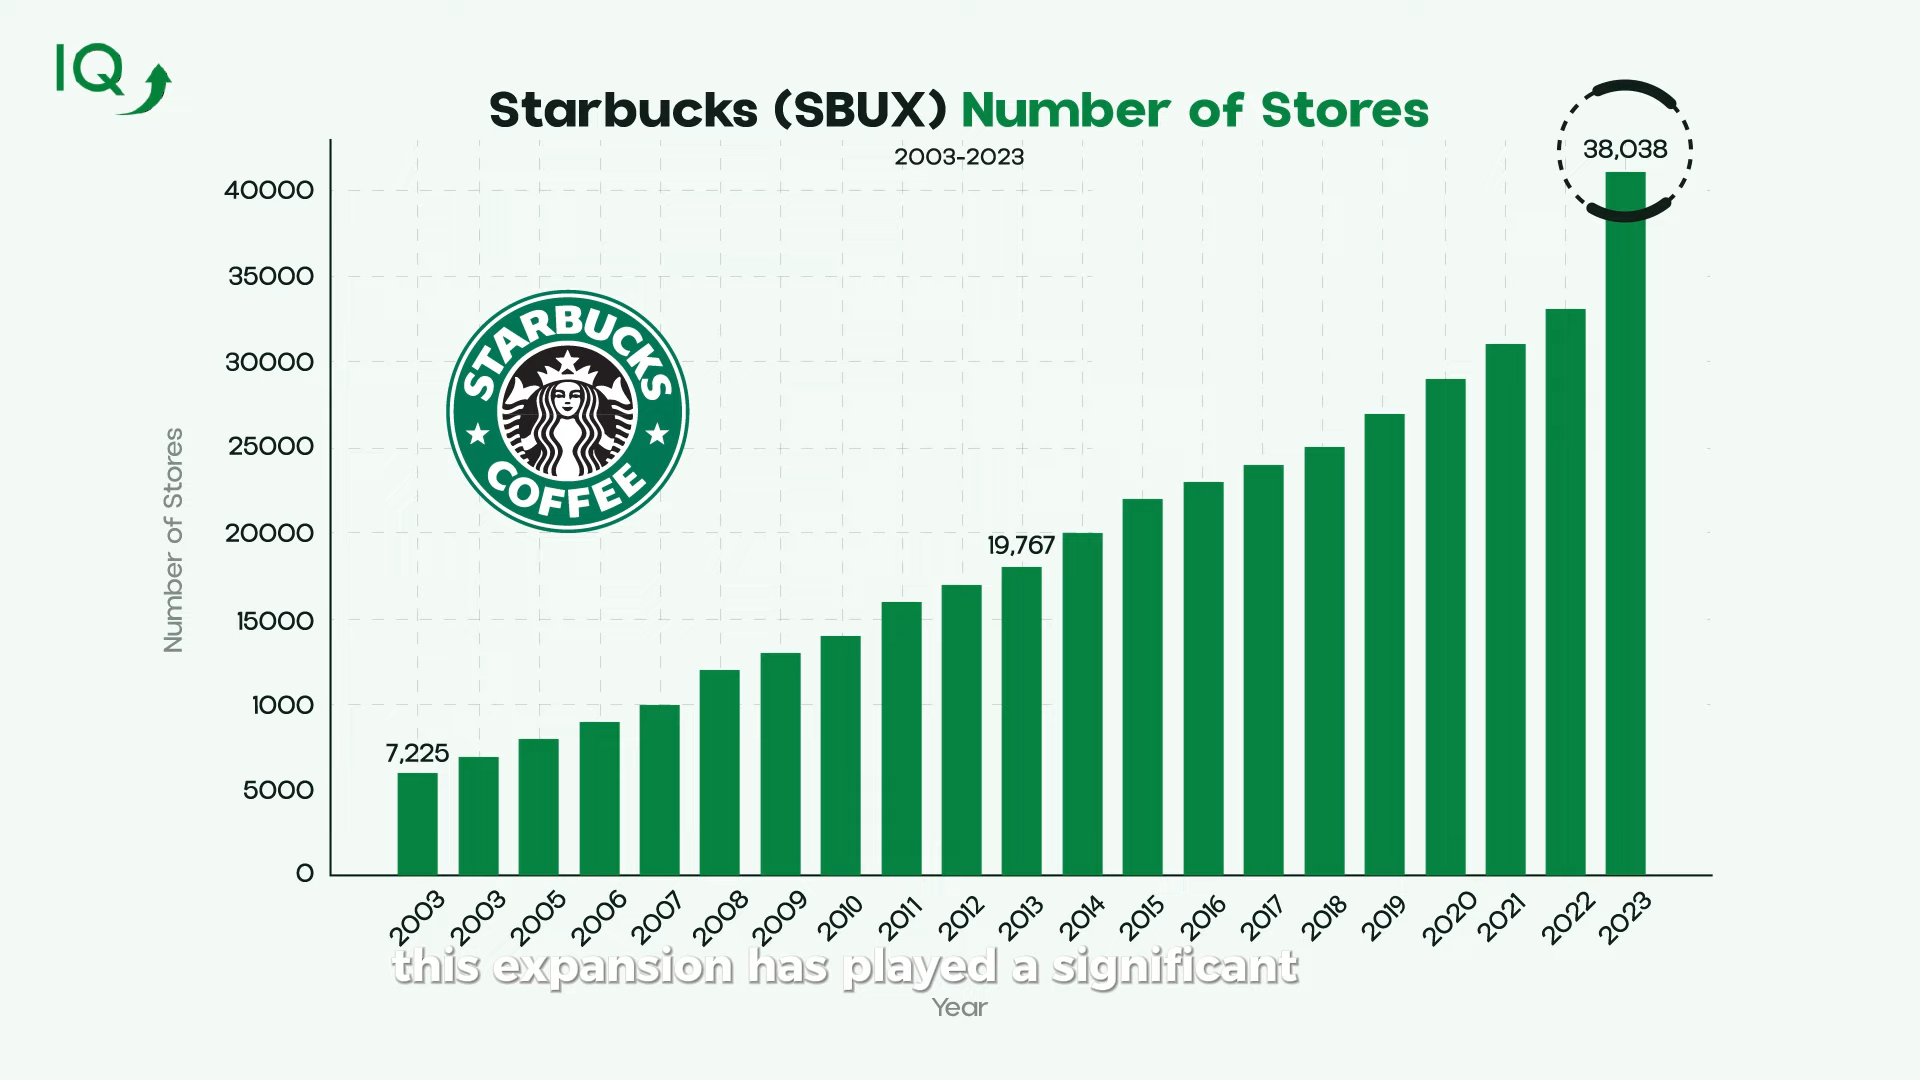 IQ
Starbucks (SBUX) Number of Stores
2003-2023
38,038
40000
35000
30000
25000
20000
15000
1000
5000
0
Number of Stores
STARBUCKS
COFFEE
19,767
7,225
2003 2003 2005 2006 2007 2008 2009 2010 2011 2012 2013 2014 2015 2016 2017 2018 2019 2020 2021 2022 2023
this expansion has played a significant
Year